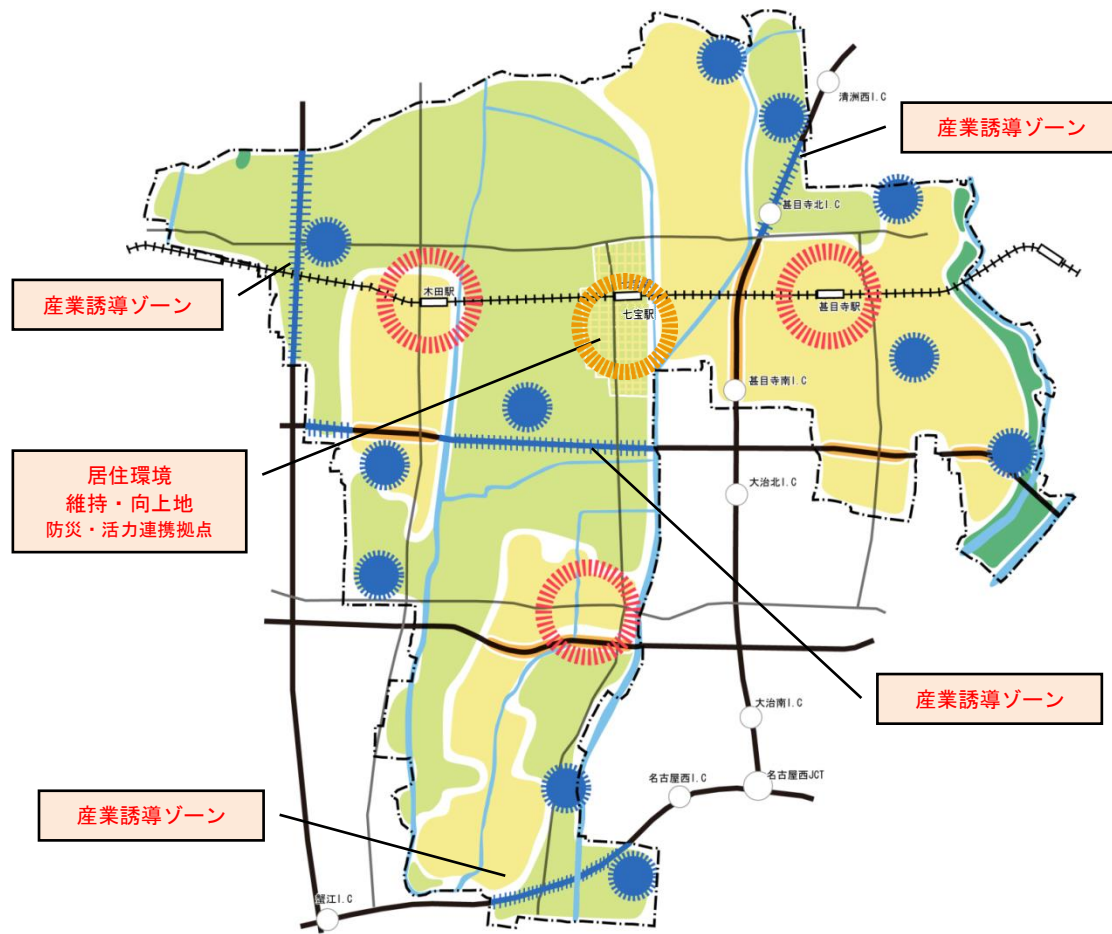 清洲西I.C
産業誘導ゾーン
甚目寺北I.C
産業誘導ゾーン
木田駅
七宝駅
甚目寺駅
甚目寺南I.C
居住環境
維持・向上地
防災・活力連携拠点
大治北I.C
産業誘導ゾーン
大治南I.C
名古屋西I.C
名古屋西JCT
産業誘導ゾーン
蟹江I.C